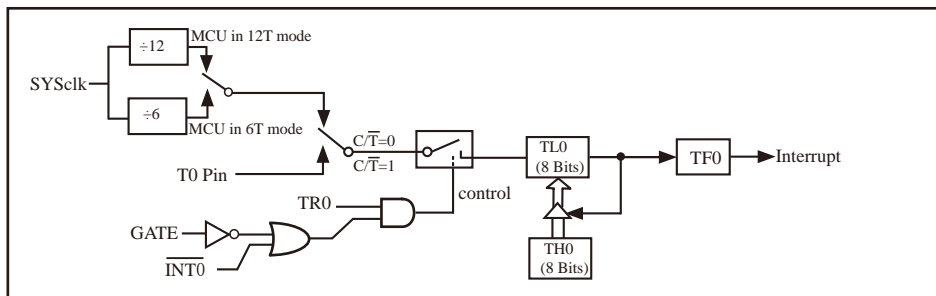 ÷12
MCU in 12T mode
SYSclk
÷6
MCU in 6T mode
C/T̅=0
C/T̅=1
T0 Pin
TL0
(8 Bits)
TF0
Interrupt
control
TR0
GATE
I̅N̅T̅0̅
TH0
(8 Bits)